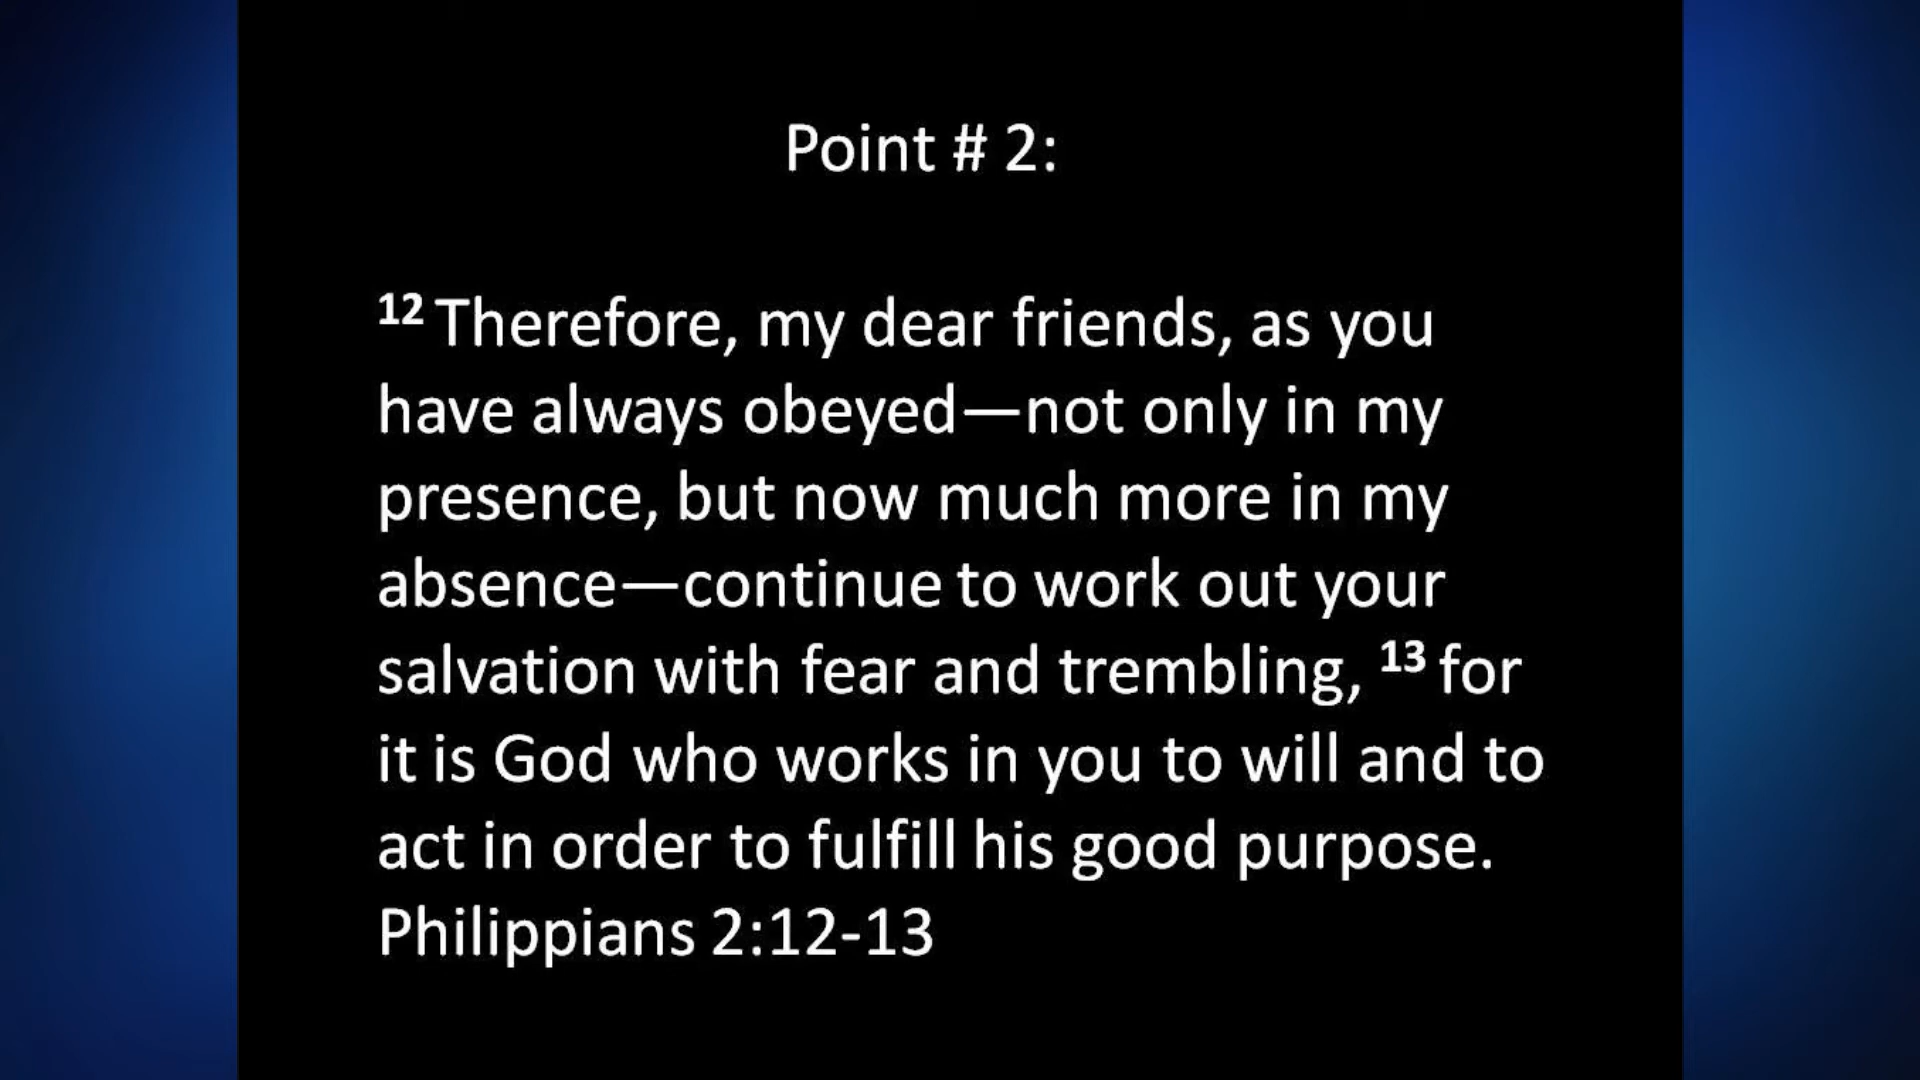 Point # 2:
12 Therefore, my dear friends, as you
have always obeyed—not only in my
presence, but now much more in my
absence—continue to work out your
salvation with fear and trembling, 13 for
it is God who works in you to will and to
act in order to fulfill his good purpose.
Philippians 2:12-13